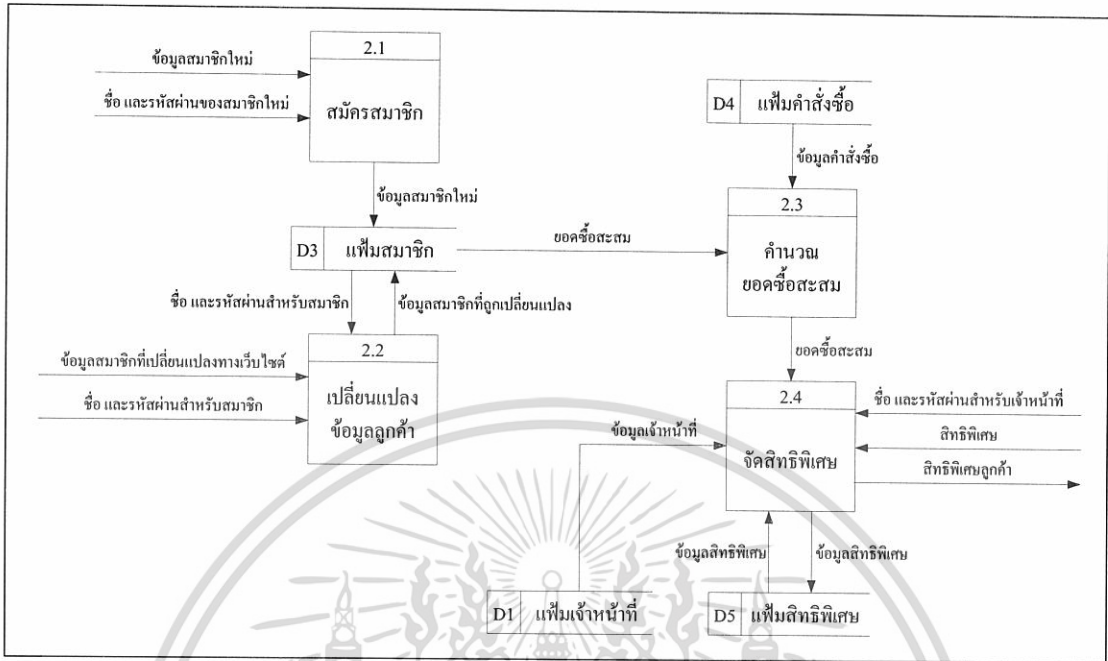 2.1
ข้อมูลสมาชิกใหม่
ชื่อ และรหัสผ่านของสมาชิกใหม่
สมัครสมาชิก
D4 แฟ้มคำสั่งซื้อ
ข้อมูลคำสั่งซื้อ
ข้อมูลสมาชิกใหม่
2.3
D3 แฟ้มสมาชิก
ยอดซื้อสะสม
คำนวณ
ยอดซื้อสะสม
ชื่อ และรหัสผ่านสำหรับสมาชิก
ข้อมูลสมาชิกที่ถูกเปลี่ยนแปลง
2.2
ข้อมูลสมาชิกที่เปลี่ยนแปลงทางเว็บไซต์
ชื่อ และรหัสผ่านสำหรับสมาชิก
เปลี่ยนแปลง
ข้อมูลลูกค้า
ยอดซื้อสะสม
2.4
ชื่อ และรหัสผ่านสำหรับเจ้าหน้าที่
ข้อมูลเจ้าหน้าที่
สิทธิพิเศษ
จัดสิทธิพิเศษ
สิทธิพิเศษลูกค้า
ข้อมูลสิทธิพิเศษ
ข้อมูลสิทธิพิเศษ
D1 แฟ้มเจ้าหน้าที่
D5 แฟ้มสิทธิพิเศษ